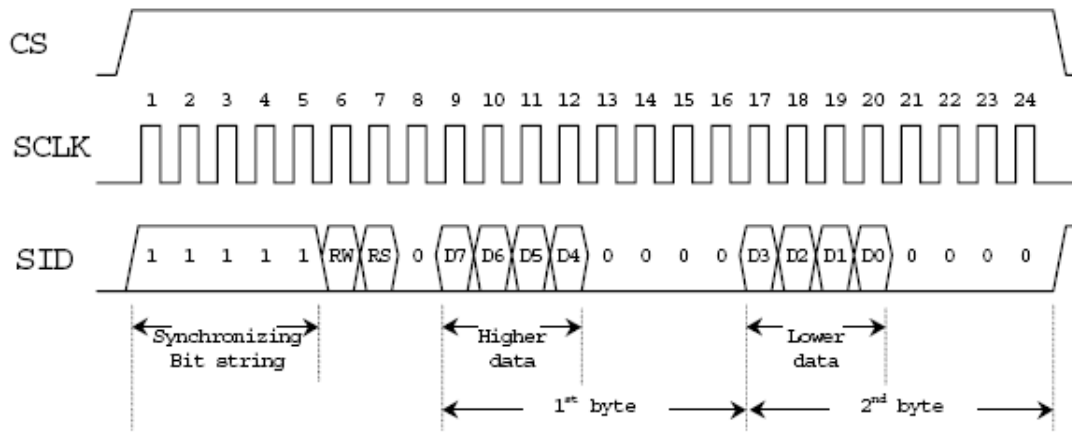 CS
1 2 3 4 5 6 7 8 9 10 11 12 13 14 15 16 17 18 19 20 21 22 23 24
SCLK
SID 1 1 1 1 1 RW RS 0 D7 D6 D5 D4 0 0 0 0 D3 D2 D1 D0 0 0 0 0
Synchronizing Higher Lower
Bit string data data
1st byte 2nd byte